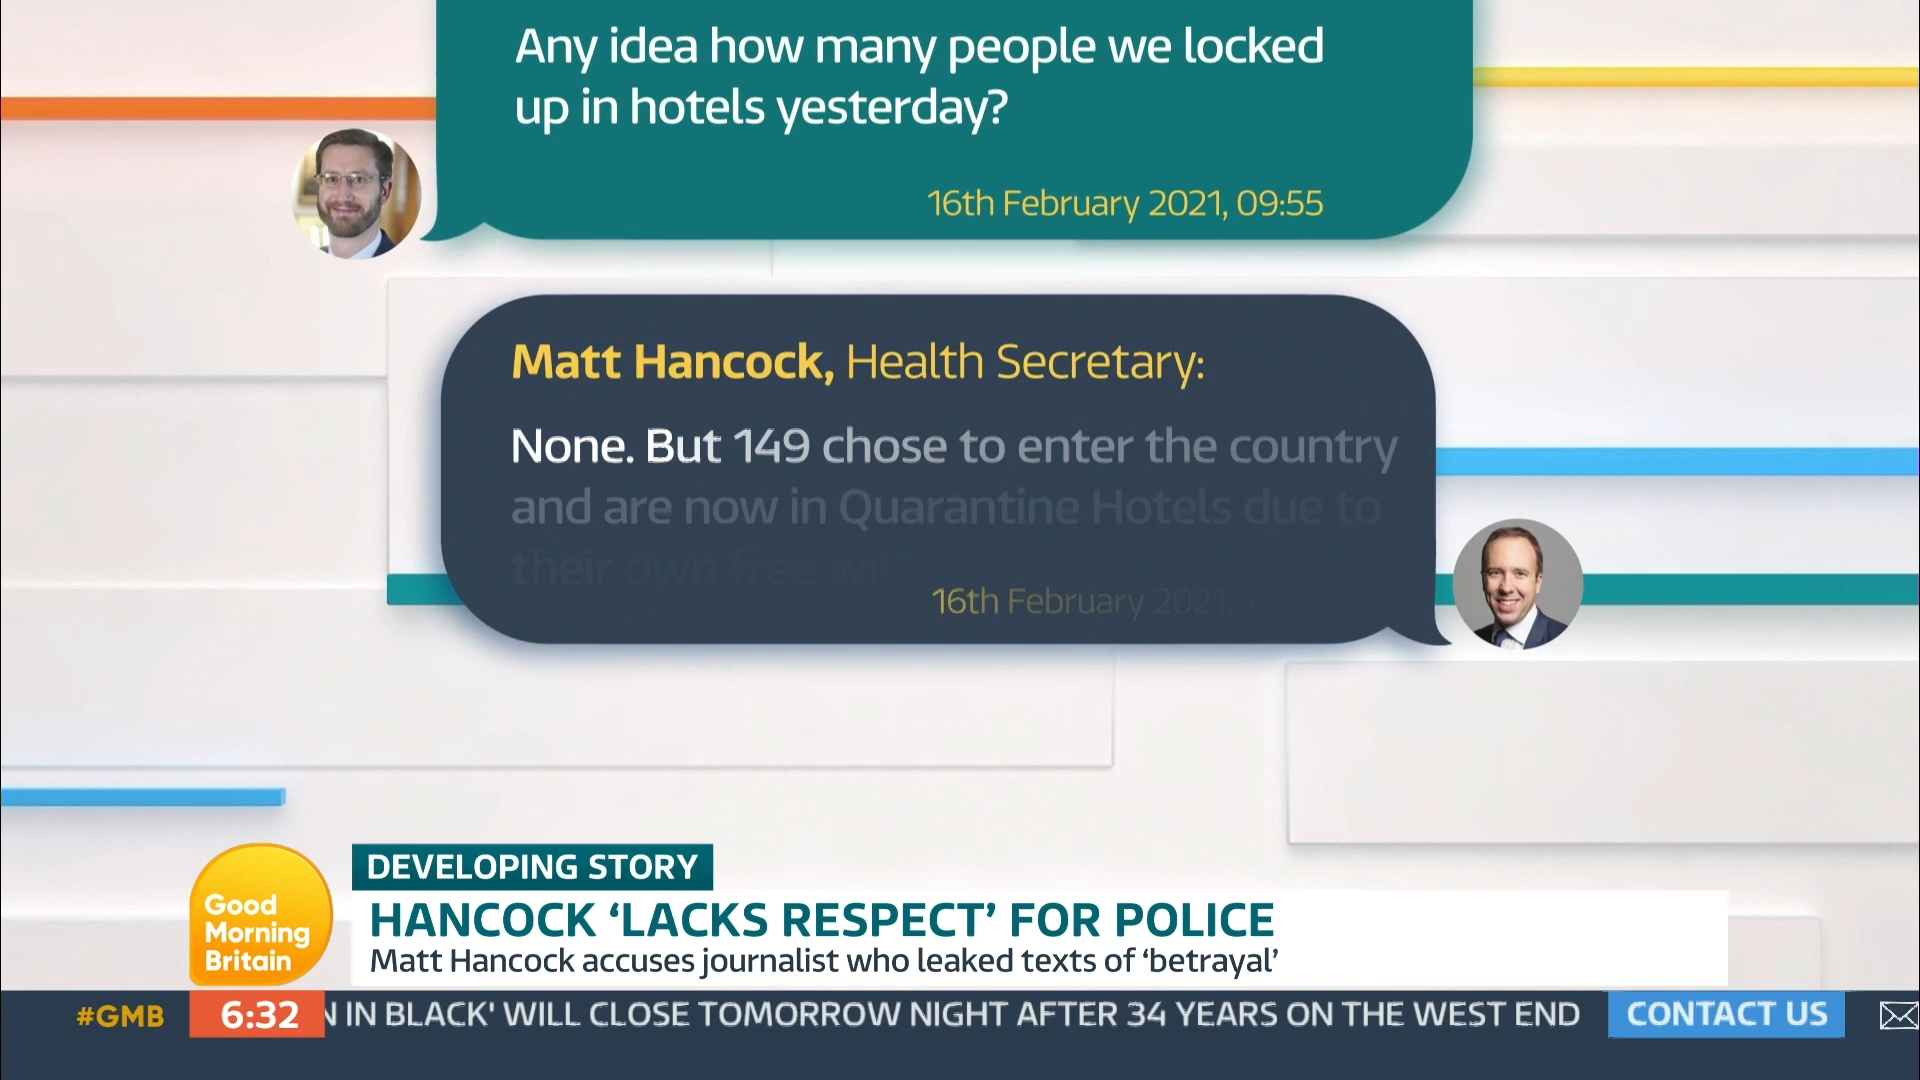 Any idea how many people we locked
up in hotels yesterday?
16th February 2021, 09:55
Matt Hancock, Health Secretary:
None. But 149 chose to enter the country
and are now in Quarantine Hotels due to
their own free will
16th February 2021,
DEVELOPING STORY
HANCOCK ‘LACKS RESPECT’ FOR POLICE
Matt Hancock accuses journalist who leaked texts of ‘betrayal’
Good
Morning
Britain
#GMB
6:32
N IN BLACK' WILL CLOSE TOMORROW NIGHT AFTER 34 YEARS ON THE WEST END
CONTACT US